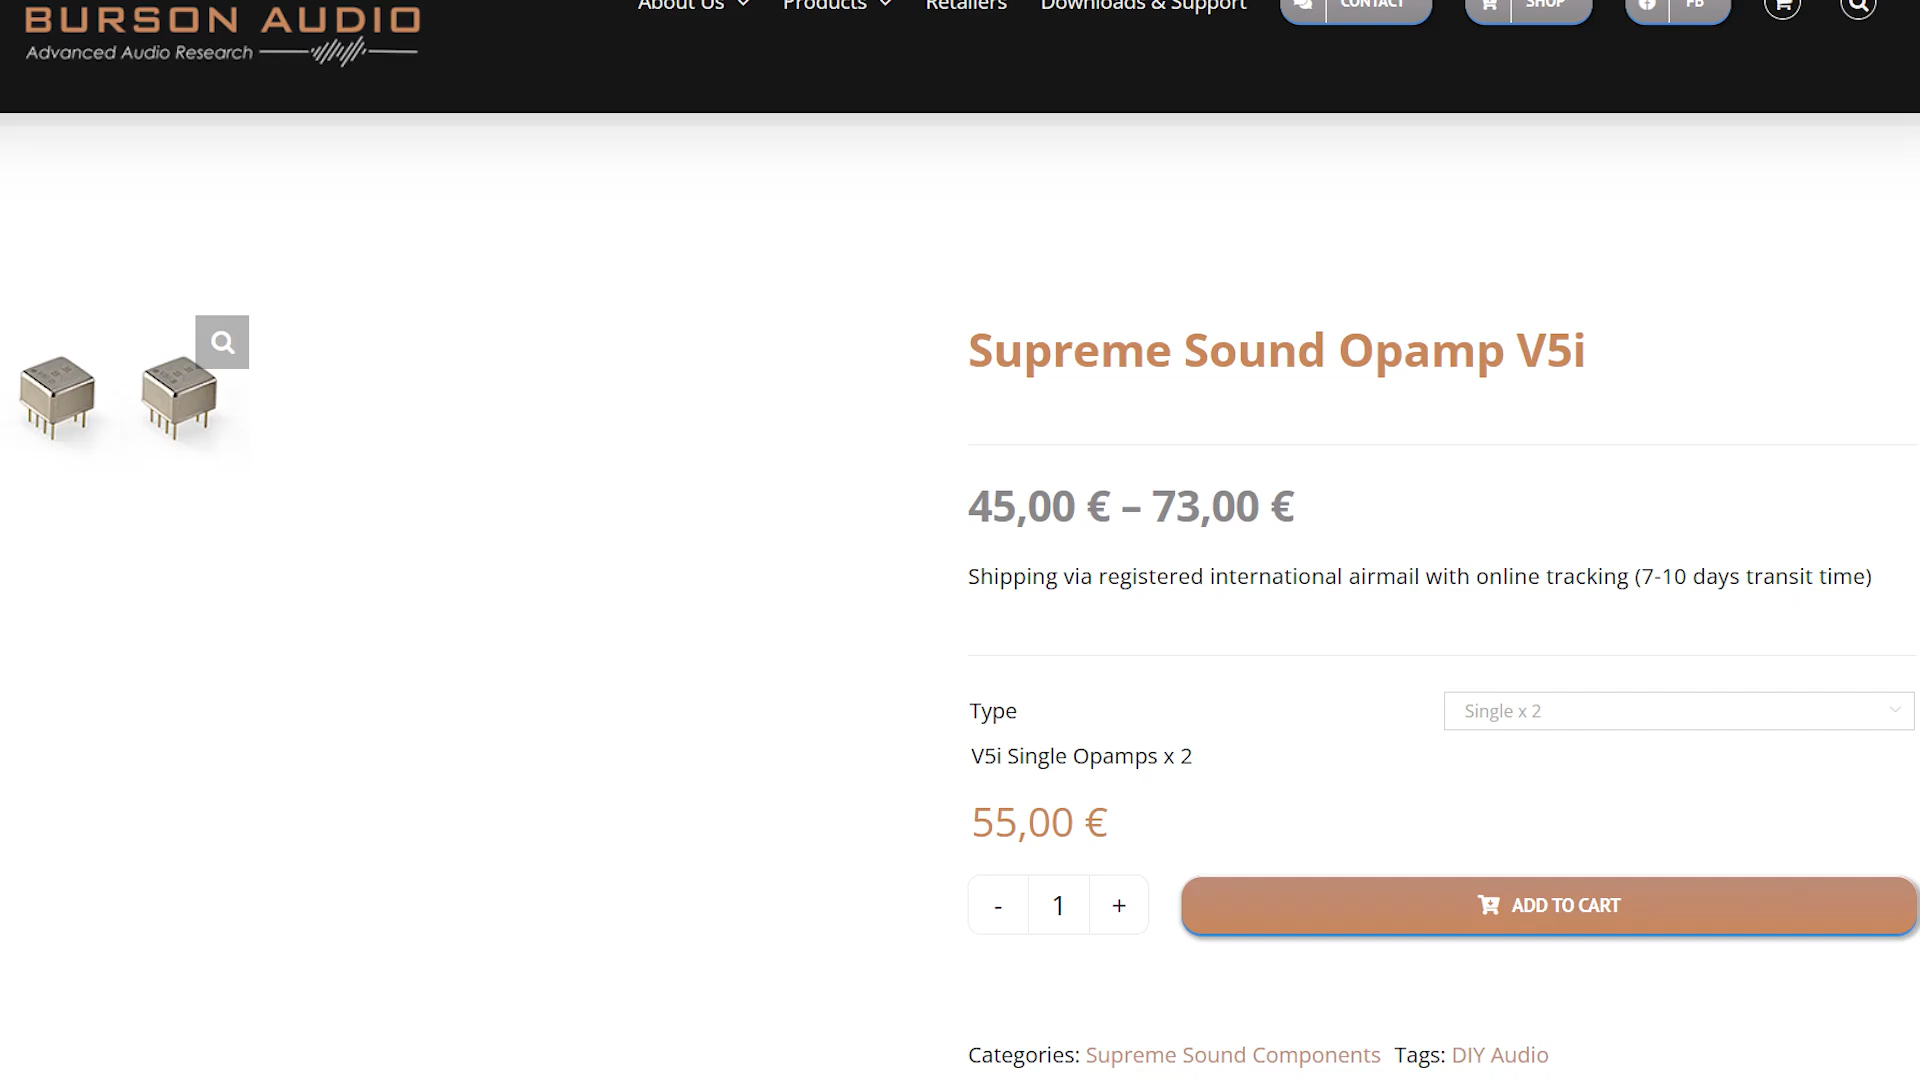 BURSON AUDIO
Advanced Audio Research
About Us
Products
Retailers
Downloads & Support
CONTACT
SHOP
FB
Supreme Sound Opamp V5i
45,00 € – 73,00 €
Shipping via registered international airmail with online tracking (7-10 days transit time)
Type
Single x 2
V5i Single Opamps x 2
55,00 €
- 1 +
ADD TO CART
Categories: Supreme Sound Components Tags: DIY Audio